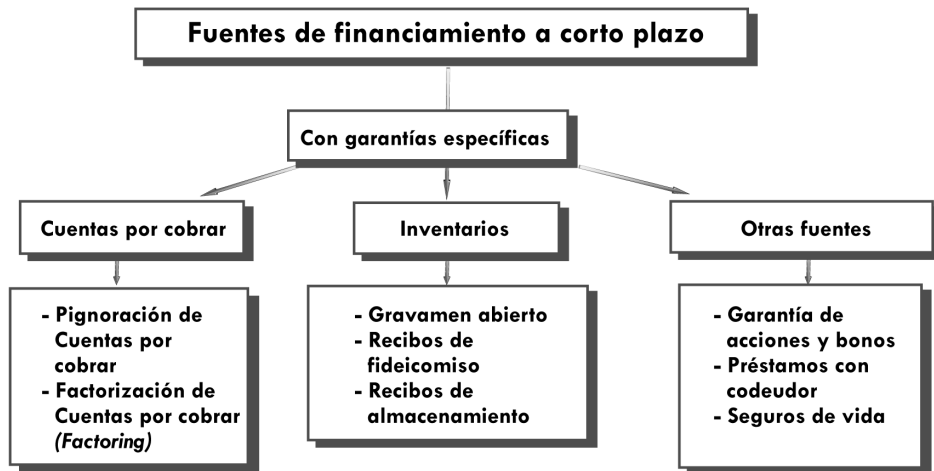 Fuentes de financiamiento a corto plazo
Con garantías específicas
Cuentas por cobrar
- Pignoración de
Cuentas por
cobrar
- Factorización de
Cuentas por cobrar
(Factoring)
Inventarios
- Gravamen abierto
- Recibos de
fideicomiso
- Recibos de
almacenamiento
Otras fuentes
- Garantía de
acciones y bonos
- Préstamos con
codeudor
- Seguros de vida